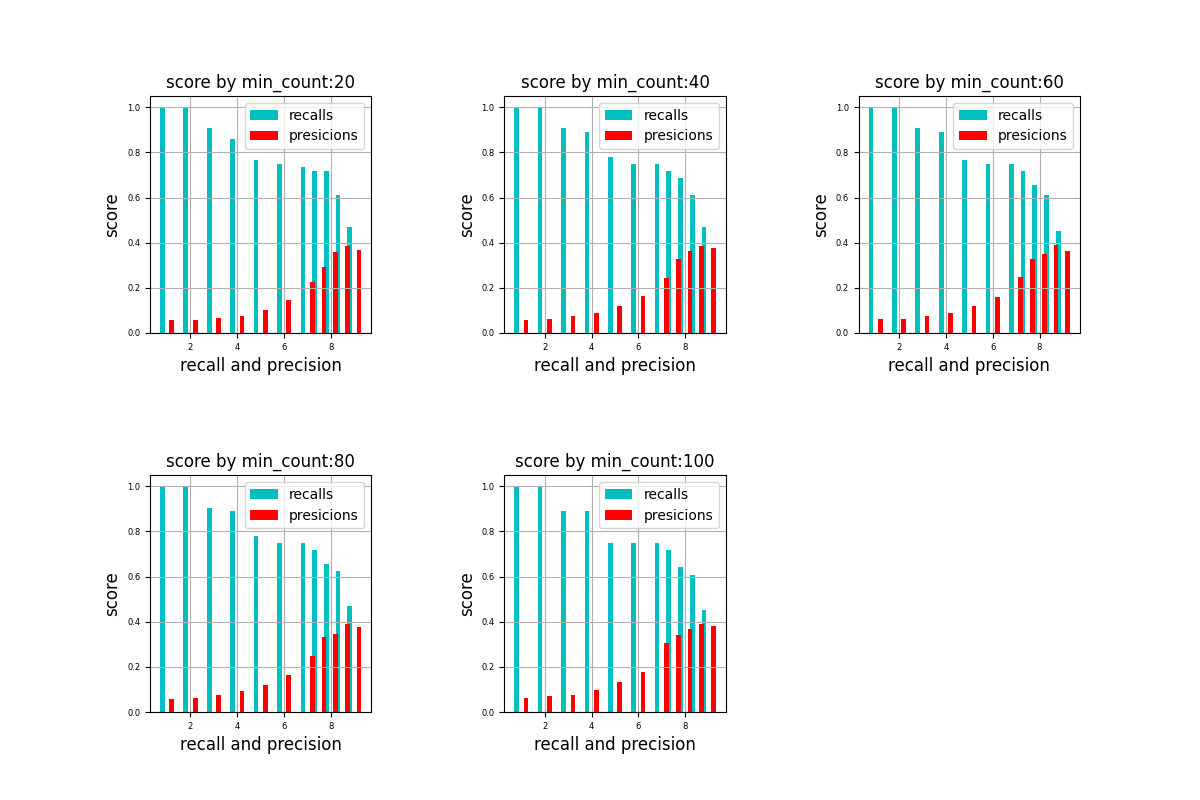 score by min_count:20
recalls
presicions
1.0
0.8
0.6
0.4
0.2
0.0
score
2 4 6 8
recall and precision
score by min_count:40
recalls
presicions
1.0
0.8
0.6
0.4
0.2
0.0
score
2 4 6 8
recall and precision
score by min_count:60
recalls
presicions
1.0
0.8
0.6
0.4
0.2
0.0
score
2 4 6 8
recall and precision
score by min_count:80
recalls
presicions
1.0
0.8
0.6
0.4
0.2
0.0
score
2 4 6 8
recall and precision
score by min_count:100
recalls
presicions
1.0
0.8
0.6
0.4
0.2
0.0
score
2 4 6 8
recall and precision